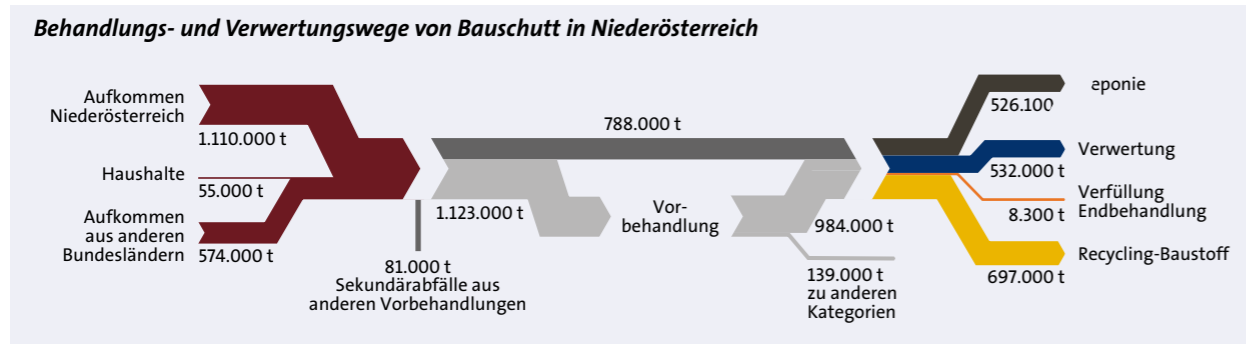 Behandlungs- und Verwertungswege von Bauschutt in Niederösterreich
Aufkommen
Niederösterreich
1.110.000 t
Haushalte
55.000 t
Aufkommen
aus anderen
Bundesländern
574.000 t
81.000 t
Sekundärabfälle aus
anderen Vorbehandlungen
788.000 t
1.123.000 t
Vor-
behandlung
984.000 t
139.000 t
zu anderen
Kategorien
eponie
526.100
Verwertung
532.000 t
Verfüllung
Endbehandlung
8.300 t
Recycling-Baustoff
697.000 t